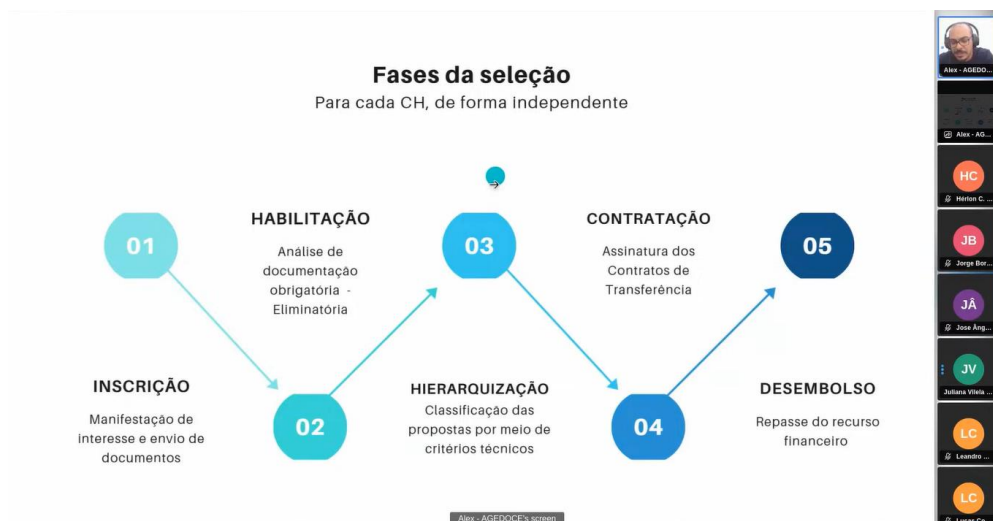 Fases da seleção
Para cada CH, de forma independente
01
INSCRIÇÃO
Manifestação de
interesse e envio de
documentos
HABILITAÇÃO
Análise de
documentação
obrigatória -
Eliminatória
02
03
HIERARQUIZAÇÃO
Classificação das
propostas por meio de
critérios técnicos
CONTRATAÇÃO
Assinatura dos
Contratos de
Transferência
04
05
DESEMBOLSO
Repasse do recurso
financeiro
Alex - AGEDOCE's screen
Alex - AGEDO...
Alex - AG...
HC
Hérlon C. ...
JB
Jorge Bor...
JÂ
Jose Âng...
JV
Juliana Vilela ...
LC
Leandro ...
LC